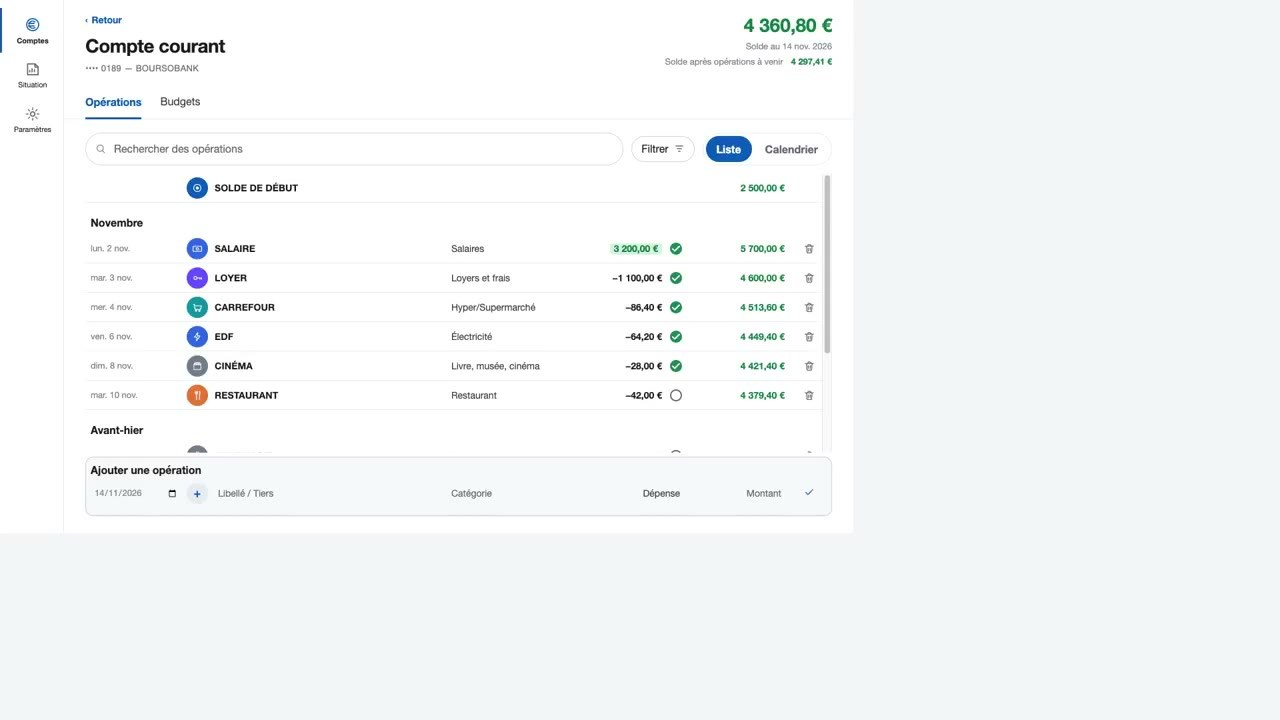 Comptes
Situation
Paramètres
‹ Retour
Compte courant
•••• 0189 — BOURSOBANK
4 360,80 €
Solde au 14 nov. 2026
Solde après opérations à venir 4 297,41 €
Opérations Budgets
Rechercher des opérations
Filtrer
Liste Calendrier
SOLDE DE DÉBUT 2 500,00 €
Novembre
lun. 2 nov. SALAIRE Salaires 3 200,00 € 5 700,00 €
mar. 3 nov. LOYER Loyers et frais −1 100,00 € 4 600,00 €
mer. 4 nov. CARREFOUR Hyper/Supermarché −86,40 € 4 513,60 €
ven. 6 nov. EDF Électricité −64,20 € 4 449,40 €
dim. 8 nov. CINÉMA Livre, musée, cinéma −28,00 € 4 421,40 €
mar. 10 nov. RESTAURANT Restaurant −42,00 € 4 379,40 €
Avant-hier
Ajouter une opération
14/11/2026 + Libellé / Tiers Catégorie Dépense Montant